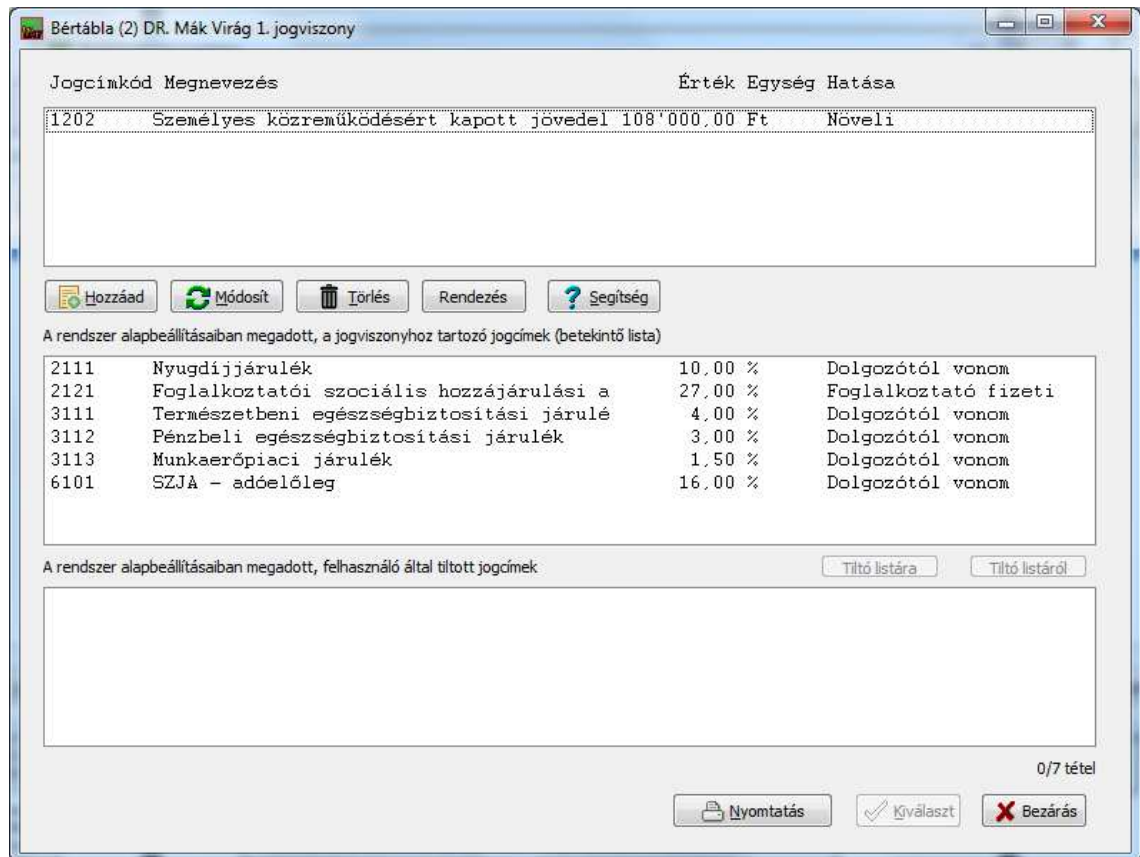 Bértábla (2) DR. Mák Virág 1. jogviszony
Jogcímkód Megnevezés Érték Egység Hatása
1202 Személyes közreműködésért kapott jövedel 108'000,00 Ft Növeli
Hozzáad Módosít Törlés Rendezés Segítség
A rendszer alapbeállításaiban megadott, a jogviszonyhoz tartozó jogcímek (betekintő lista)
2111 Nyugdíjjárulék 10,00 % Dolgozótól vonom
2121 Foglalkoztatói szociális hozzájárulási a 27,00 % Foglalkoztató fizeti
3111 Természetbeni egészségbiztosítási járulé 4,00 % Dolgozótól vonom
3112 Pénzbeli egészségbiztosítási járulék 3,00 % Dolgozótól vonom
3113 Munkaerőpiaci járulék 1,50 % Dolgozótól vonom
6101 SZJA - adóelőleg 16,00 % Dolgozótól vonom
A rendszer alapbeállításaiban megadott, felhasználó által tiltott jogcímek Tiltó listára Tiltó listáról
0/7 tétel
Nyomtatás Kiválaszt Bezárás